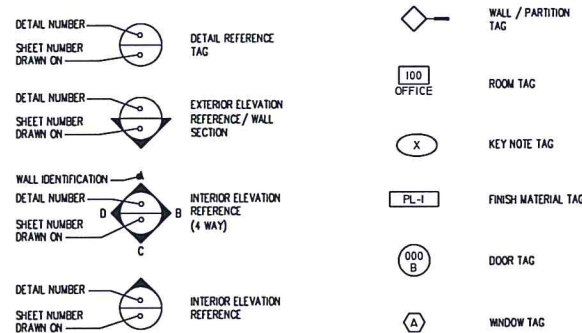 DETAIL NUMBER
SHEET NUMBER
DRAWN ON
DETAIL REFERENCE
TAG
DETAIL NUMBER
SHEET NUMBER
DRAWN ON
EXTERIOR ELEVATION
REFERENCE/ WALL
SECTION
WALL IDENTIFICATION
A
DETAIL NUMBER
SHEET NUMBER
DRAWN ON
D
B
C
INTERIOR ELEVATION
REFERENCE
(4 WAY)
DETAIL NUMBER
SHEET NUMBER
DRAWN ON
INTERIOR ELEVATION
REFERENCE
WALL / PARTITION
TAG
100
OFFICE
ROOM TAG
X
KEY NOTE TAG
PL-1
FINISH MATERIAL TAG
000
B
DOOR TAG
A
WINDOW TAG